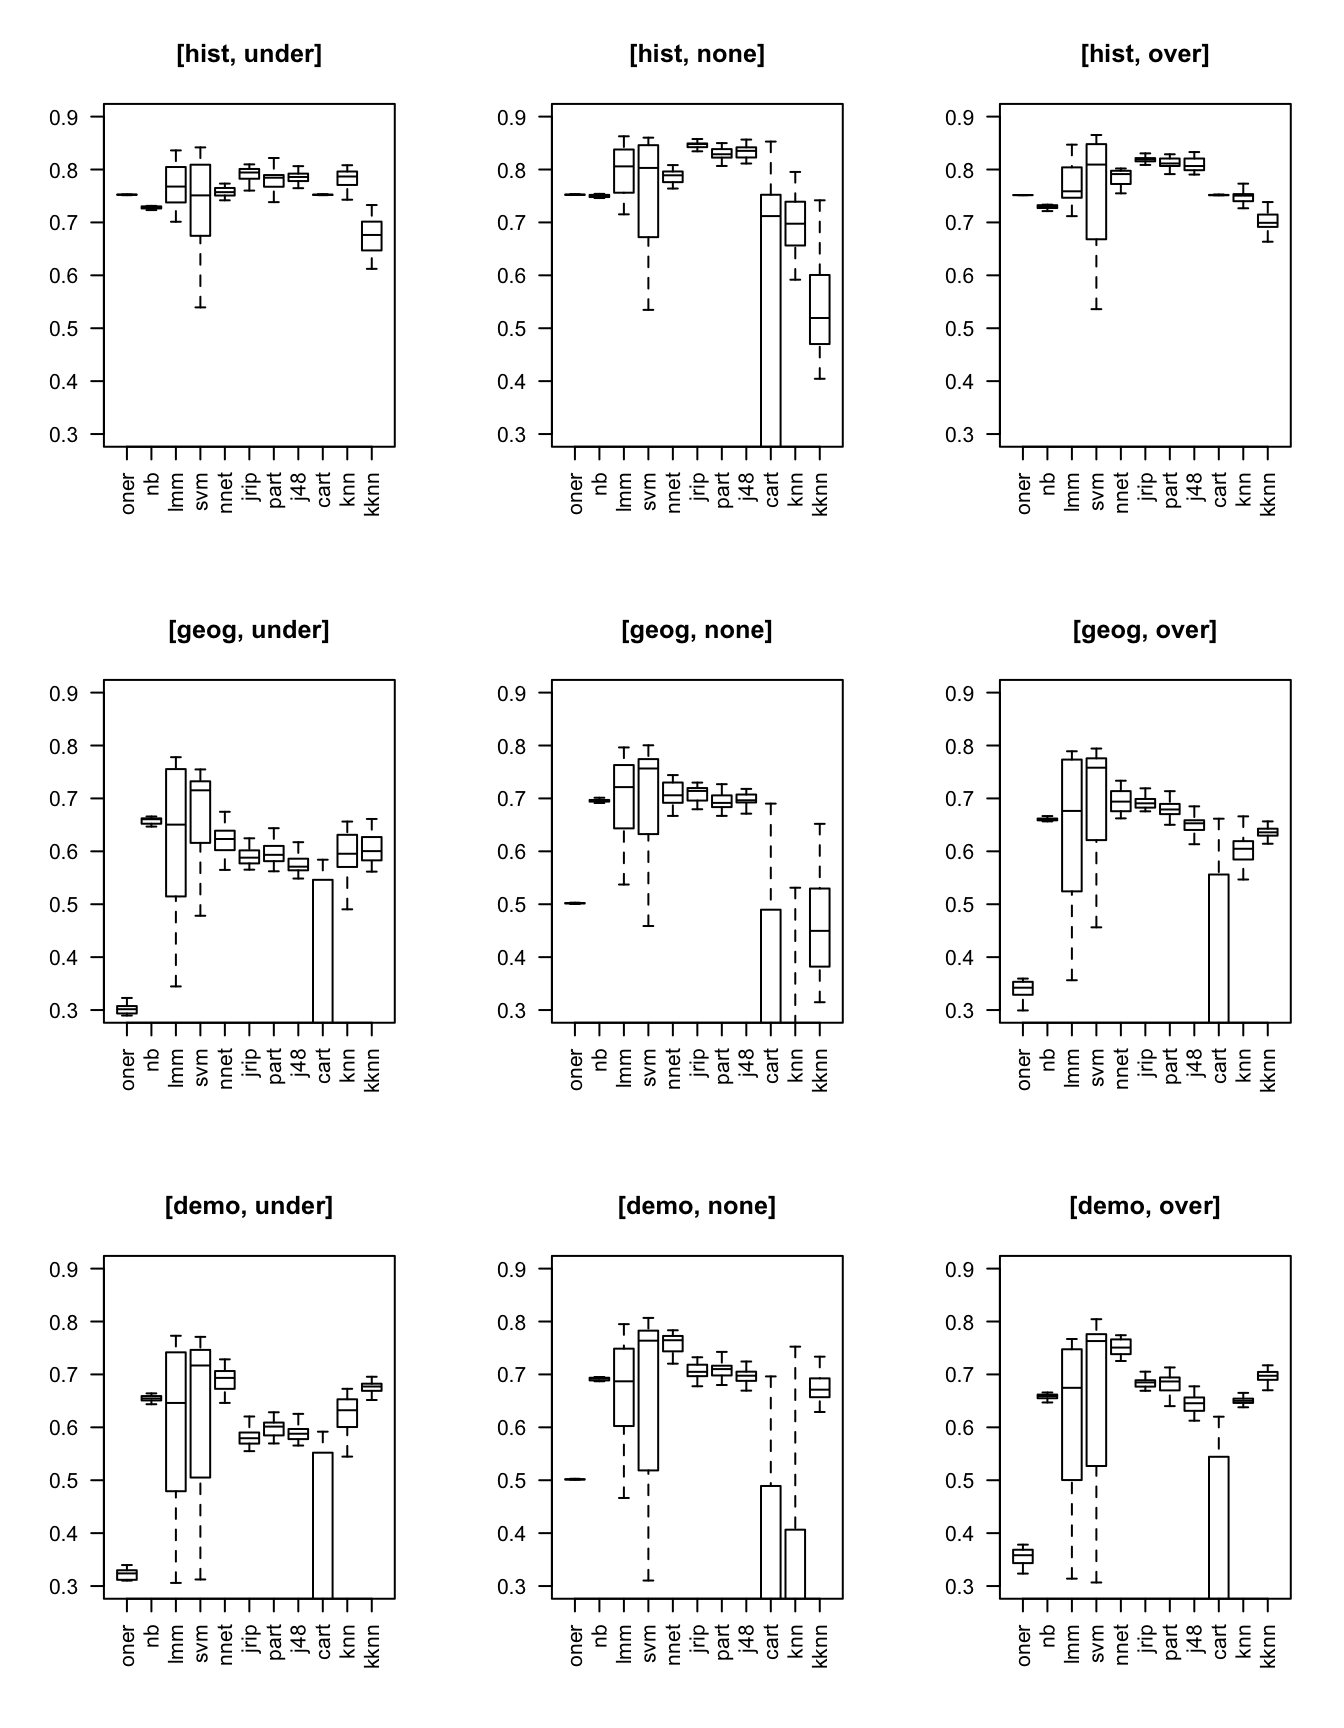 [hist, under] [hist, none] [hist, over]
0.9 0.9 0.9
0.8 0.8 0.8
0.7 0.7 0.7
0.6 0.6 0.6
0.5 0.5 0.5
0.4 0.4 0.4
0.3 0.3 0.3
oner nb lmm svm nnet jrip part j48 cart knn kknn oner nb lmm svm nnet jrip part j48 cart knn kknn oner nb lmm svm nnet jrip part j48 cart knn kknn
[geog, under] [geog, none] [geog, over]
0.9 0.9 0.9
0.8 0.8 0.8
0.7 0.7 0.7
0.6 0.6 0.6
0.5 0.5 0.5
0.4 0.4 0.4
0.3 0.3 0.3
oner nb lmm svm nnet jrip part j48 cart knn kknn oner nb lmm svm nnet jrip part j48 cart knn kknn oner nb lmm svm nnet jrip part j48 cart knn kknn
[demo, under] [demo, none] [demo, over]
0.9 0.9 0.9
0.8 0.8 0.8
0.7 0.7 0.7
0.6 0.6 0.6
0.5 0.5 0.5
0.4 0.4 0.4
0.3 0.3 0.3
oner nb lmm svm nnet jrip part j48 cart knn kknn oner nb lmm svm nnet jrip part j48 cart knn kknn oner nb lmm svm nnet jrip part j48 cart knn kknn